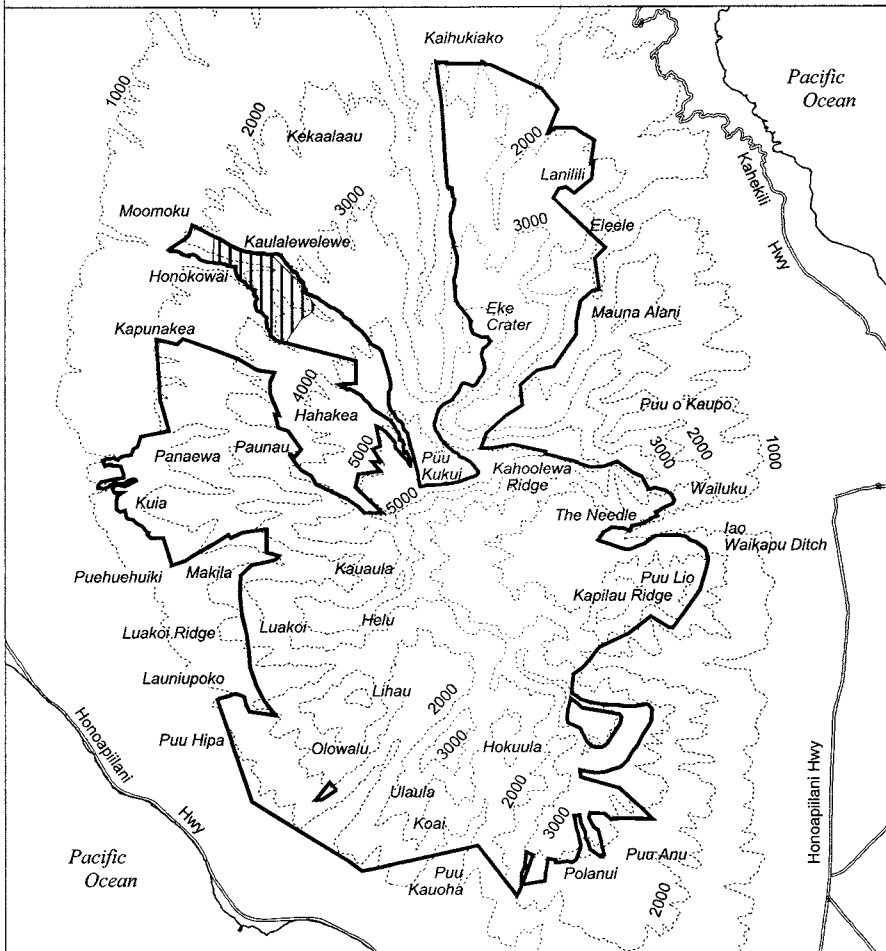 Kaihukiako
Pacific
Ocean
1000
2000
Kekaalaau
2000
Kahekili
Hwy
Lanilili
3000
Moomoku
3000
Eleele
Kaulalewelewe
Honokowai
Eke
Crater
Mauna Alani
Kapunakea
4000
Hahakea
Puu o Kaupo
3000
2000
1000
Panaewa
Paunau
5000
Puu
Kukui
Kahoolewa
Ridge
Wailuku
5000
Kuia
The Needle
Iao
Waikapu Ditch
Puehuehuiki
Makila
Kauaula
Puu Lio
Kapilau Ridge
Luakoi Ridge
Luakoi
Helu
Launiupoko
Lihau
2000
Honoapiilani
Hwy
Puu Hipa
Olowalu
3000
Hokuula
Ulaula
2000
Koai
3000
Honoapiilani Hwy
Pacific
Ocean
Puu
Kauoha
Polanui
Puu Anu
2000